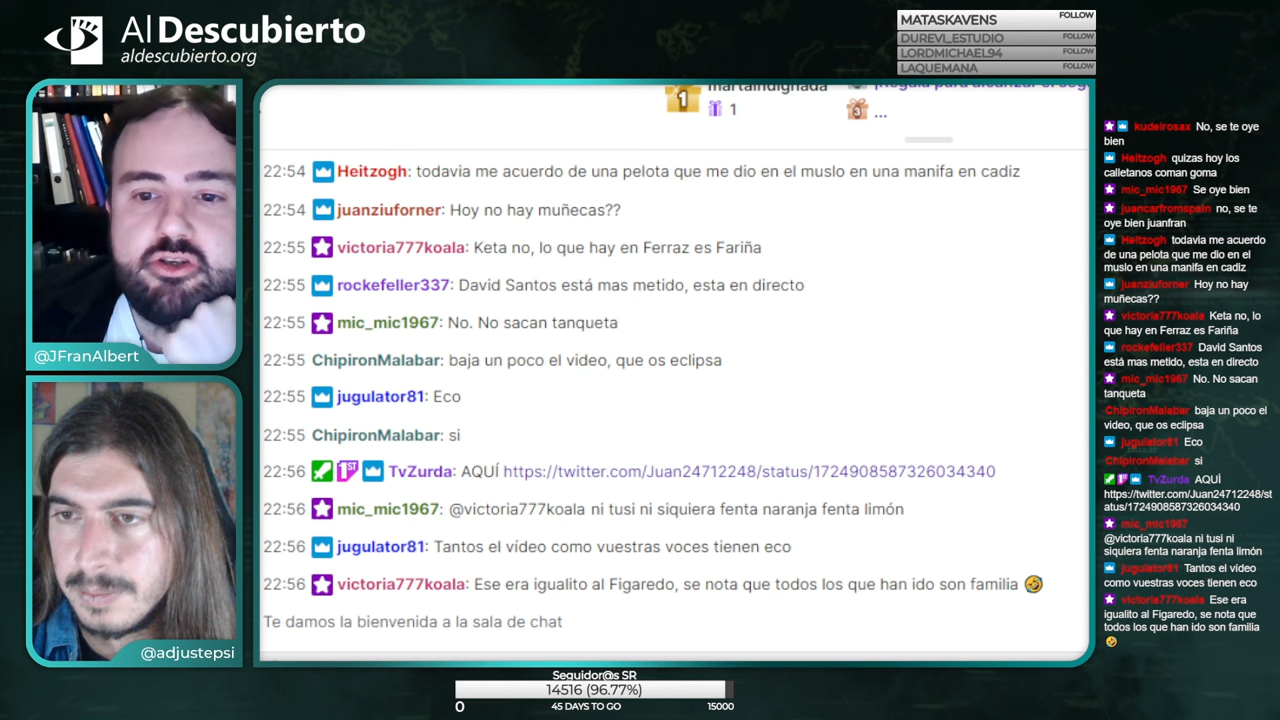 Al Descubierto
aldescubierto.org
MATASKAVENS FOLLOW
DUREVI_ESTUDIO FOLLOW
LORDMICHAEL94 FOLLOW
LAQUEMANA FOLLOW
@JFranAlbert
@adjustepsi
1 martaindignada
1
3 ...
22:54 Heitzogh: todavia me acuerdo de una pelota que me dio en el muslo en una manifa en cadiz
22:54 juanziuforner: Hoy no hay muñecas??
22:55 victoria777koala: Keta no, lo que hay en Ferraz es Fariña
22:55 rockefeller337: David Santos está mas metido, esta en directo
22:55 mic_mic1967: No. No sacan tanqueta
22:55 ChipironMalabar: baja un poco el video, que os eclipsa
22:55 jugulator81: Eco
22:55 ChipironMalabar: si
22:56 1ST TvZurda: AQUÍ https://twitter.com/Juan24712248/status/1724908587326034340
22:56 mic_mic1967: @victoria777koala ni tusi ni siquiera fenta naranja fenta limón
22:56 jugulator81: Tantos el vídeo como vuestras voces tienen eco
22:56 victoria777koala: Ese era igualito al Figaredo, se nota que todos los que han ido son familia 🤣
Te damos la bienvenida a la sala de chat
kudelrosax No, se te oye
bien
Heitzogh quizas hoy los
calletanos coman goma
mic_mic1967 Se oye bien
juancarfromspain no, se te
oye bien juanfran
Heitzogh todavia me acuerdo
de una pelota que me dio en el
muslo en una manifa en cadiz
juanziuforner Hoy no hay
muñecas??
victoria777koala Keta no, lo
que hay en Ferraz es Fariña
rockefeller337 David Santos
está mas metido, esta en directo
mic_mic1967 No. No sacan
tanqueta
ChipironMalabar baja un poco el
video, que os eclipsa
jugulator81 Eco
ChipironMalabar si
TvZurda AQUÍ
https://twitter.com/Juan24712248/st
atus/1724908587326034340
mic_mic1967
@victoria777koala ni tusi ni
siquiera fenta naranja fenta limón
jugulator81 Tantos el vídeo
como vuestras voces tienen eco
victoria777koala Ese era
igualito al Figaredo, se nota que
todos los que han ido son familia
🤣
Seguidor@s SR
14516 (96.77%)
0 45 DAYS TO GO 15000